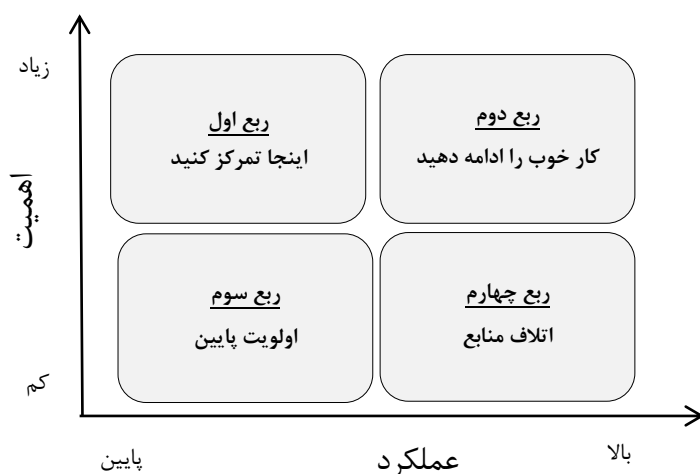 زیاد
ربع اول
اینجا تمرکز کنید
ربع دوم
کار خوب را ادامه دهید
اهمیت
ربع سوم
اولویت پایین
ربع چهارم
اتلاف منابع
کم
پایین
عملکرد
بالا